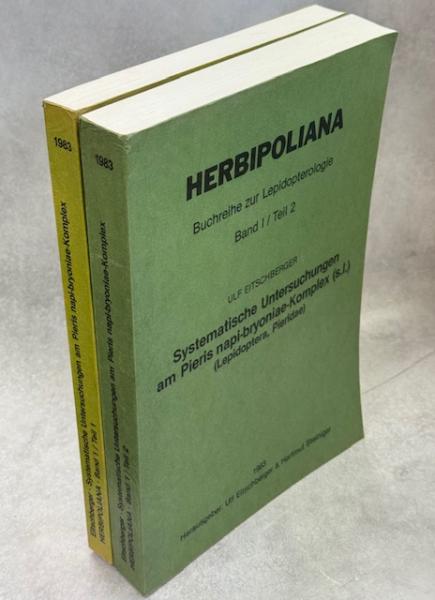 HERBIPOLIANA
Buchreihe zur Lepidopterologie
Band I / Teil 2
ULF EITSCHBERGER
Systematische Untersuchungen
am Pieris napi-bryoniae-Komplex (s.l.)
(Lepidoptera, Pieridae)
1983
Herausgeber: Ulf Eitschberger & Hartmut Steiniger
1983
Eitschberger · Systematische Untersuchungen am Pieris napi-bryoniae-Komplex
HERBIPOLIANA · Band 1 / Teil 1
1983
Eitschberger · Systematische Untersuchungen am Pieris napi-bryoniae-Komplex
HERBIPOLIANA · Band 1 / Teil 2